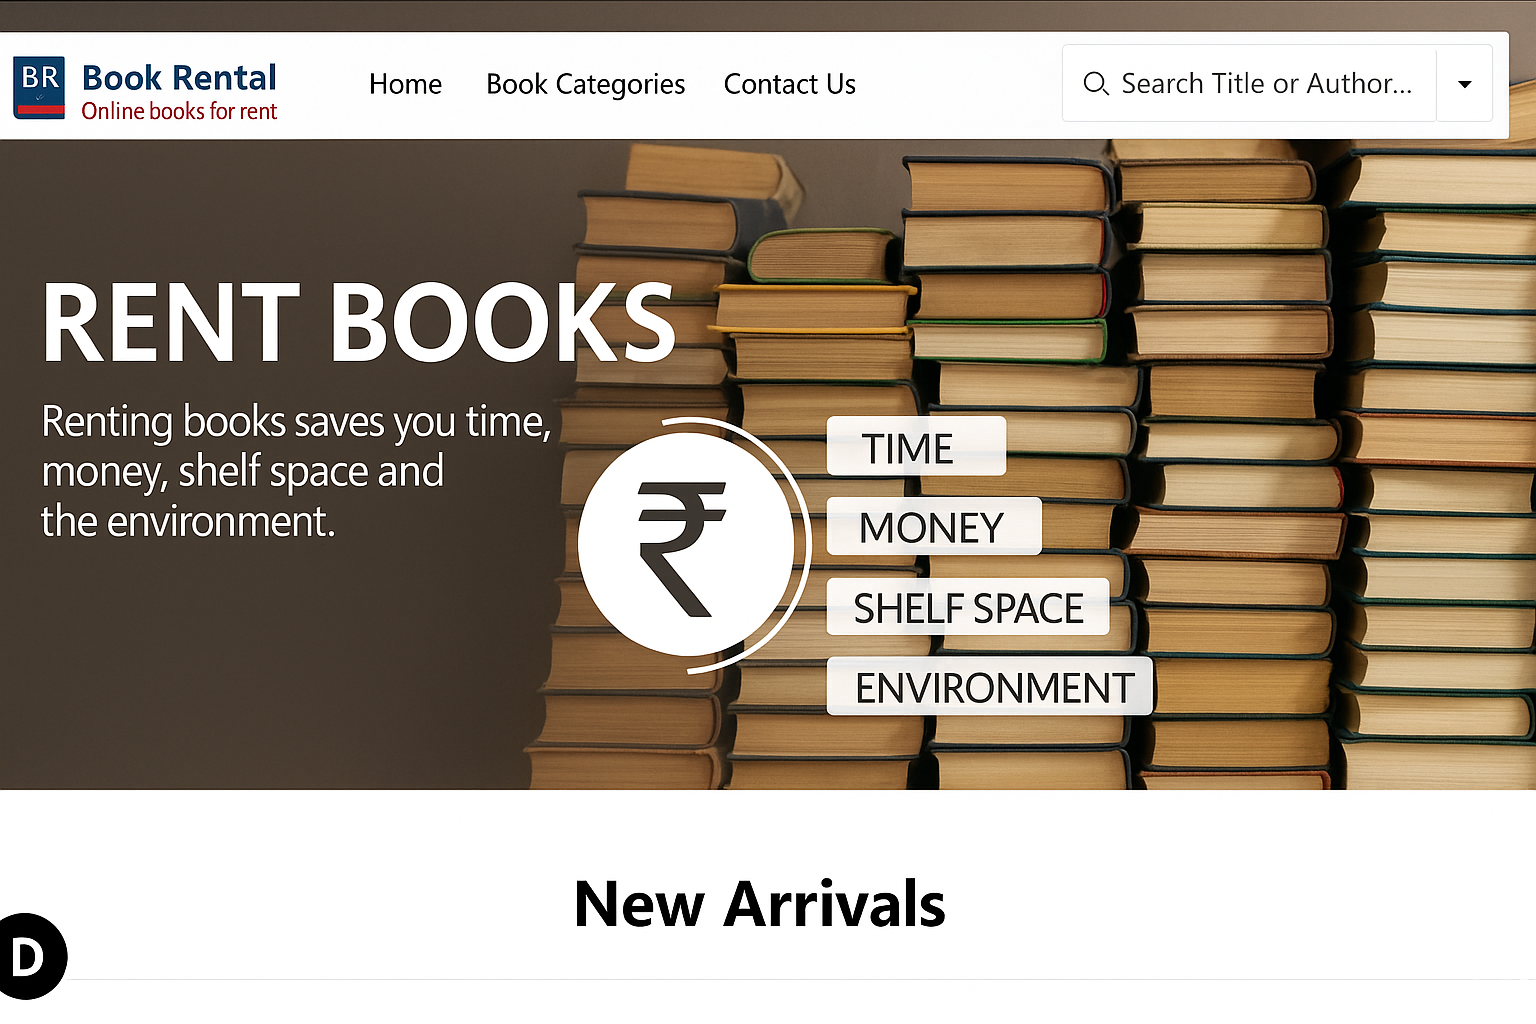 BR
Book Rental
Online books for rent
Home
Book Categories
Contact Us
Search Title or Author...
RENT BOOKS
Renting books saves you time,
money, shelf space and
the environment.
₹
TIME
MONEY
SHELF SPACE
ENVIRONMENT
New Arrivals
D